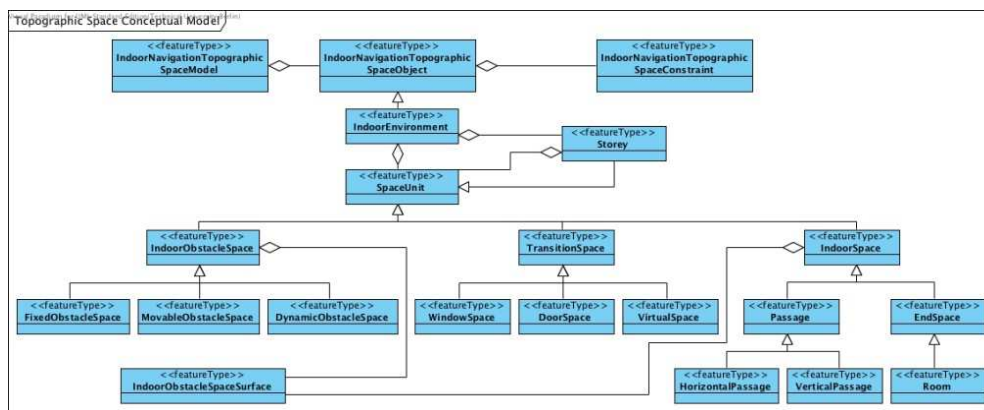 Topographic Space Conceptual Model
<<featureType>>
IndoorNavigationTopographic
SpaceModel
<<featureType>>
IndoorNavigationTopographic
SpaceObject
<<featureType>>
IndoorNavigationTopographic
SpaceConstraint
<<featureType>>
IndoorEnvironment
<<featureType>>
Storey
<<featureType>>
SpaceUnit
<<featureType>>
IndoorObstacleSpace
<<featureType>>
TransitionSpace
<<featureType>>
IndoorSpace
<<featureType>>
FixedObstacleSpace
<<featureType>>
MovableObstacleSpace
<<featureType>>
DynamicObstacleSpace
<<featureType>>
WindowSpace
<<featureType>>
DoorSpace
<<featureType>>
VirtualSpace
<<featureType>>
Passage
<<featureType>>
EndSpace
<<featureType>>
IndoorObstacleSpaceSurface
<<featureType>>
HorizontalPassage
<<featureType>>
VerticalPassage
<<featureType>>
Room